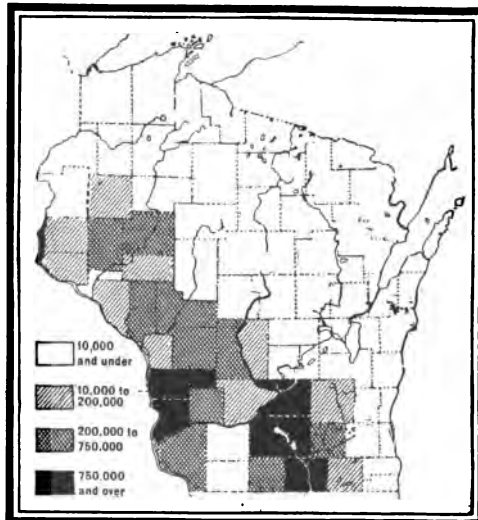 10,000
and under
10,000 to
200,000
200,000 to
750.000
750,000
and over